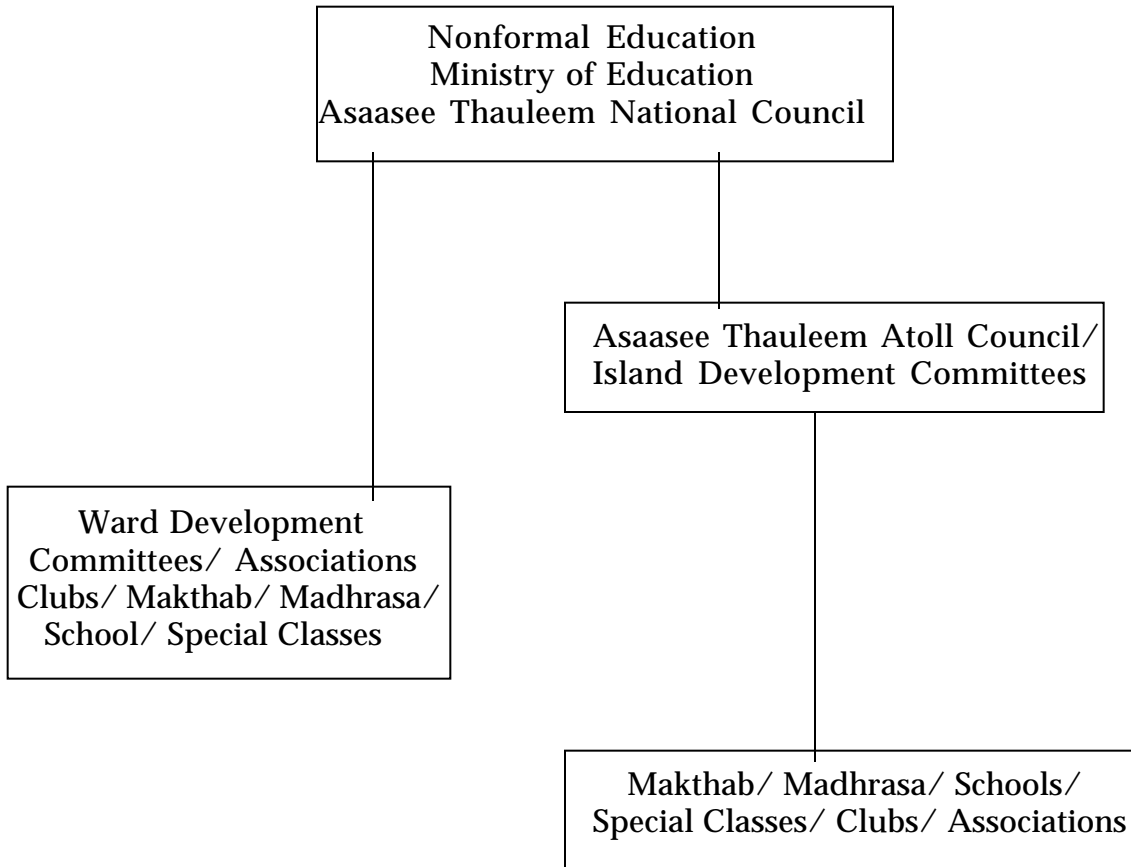 Nonformal Education
Ministry of Education
Asaasee Thauleem National Council
Asaasee Thauleem Atoll Council/
Island Development Committees
Ward Development
Committees/ Associations
Clubs/ Makthab/ Madhrasa/
School/ Special Classes
Makthab/ Madhrasa/ Schools/
Special Classes/ Clubs/ Associations